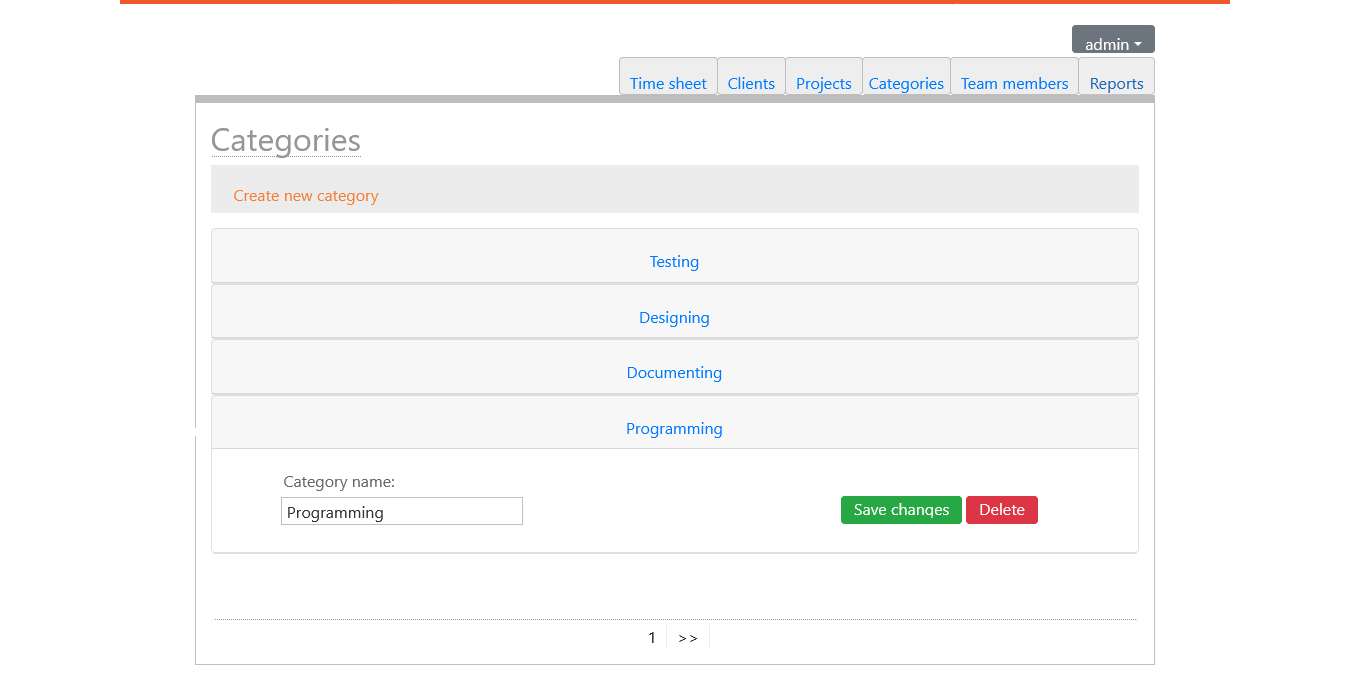 admin
Time sheet Clients Projects Categories Team members Reports
Categories
Create new category
Testing
Designing
Documenting
Programming
Category name:
Programming
Save changes Delete
1 >>